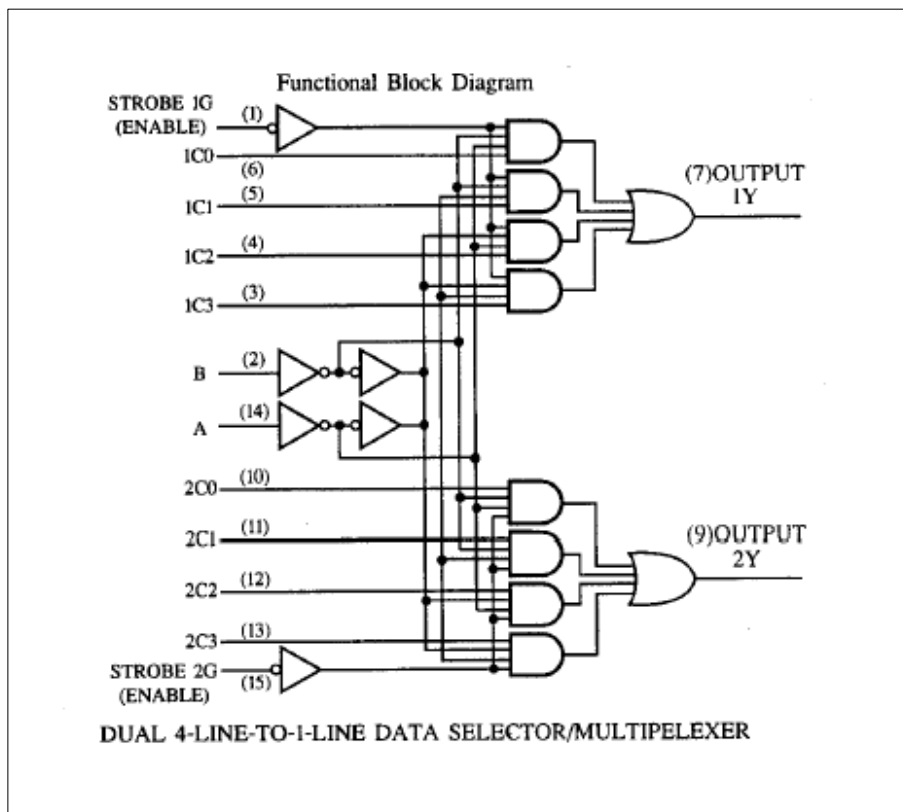 Functional Block Diagram
STROBE 1G
(ENABLE)
(1)
1C0
(6)
1C1
(5)
1C2
(4)
1C3
(3)
(7)OUTPUT
1Y
B
(2)
A
(14)
2C0
(10)
2C1
(11)
2C2
(12)
2C3
(13)
STROBE 2G
(ENABLE)
(15)
(9)OUTPUT
2Y
DUAL 4-LINE-TO-1-LINE DATA SELECTOR/MULTIPELEXER